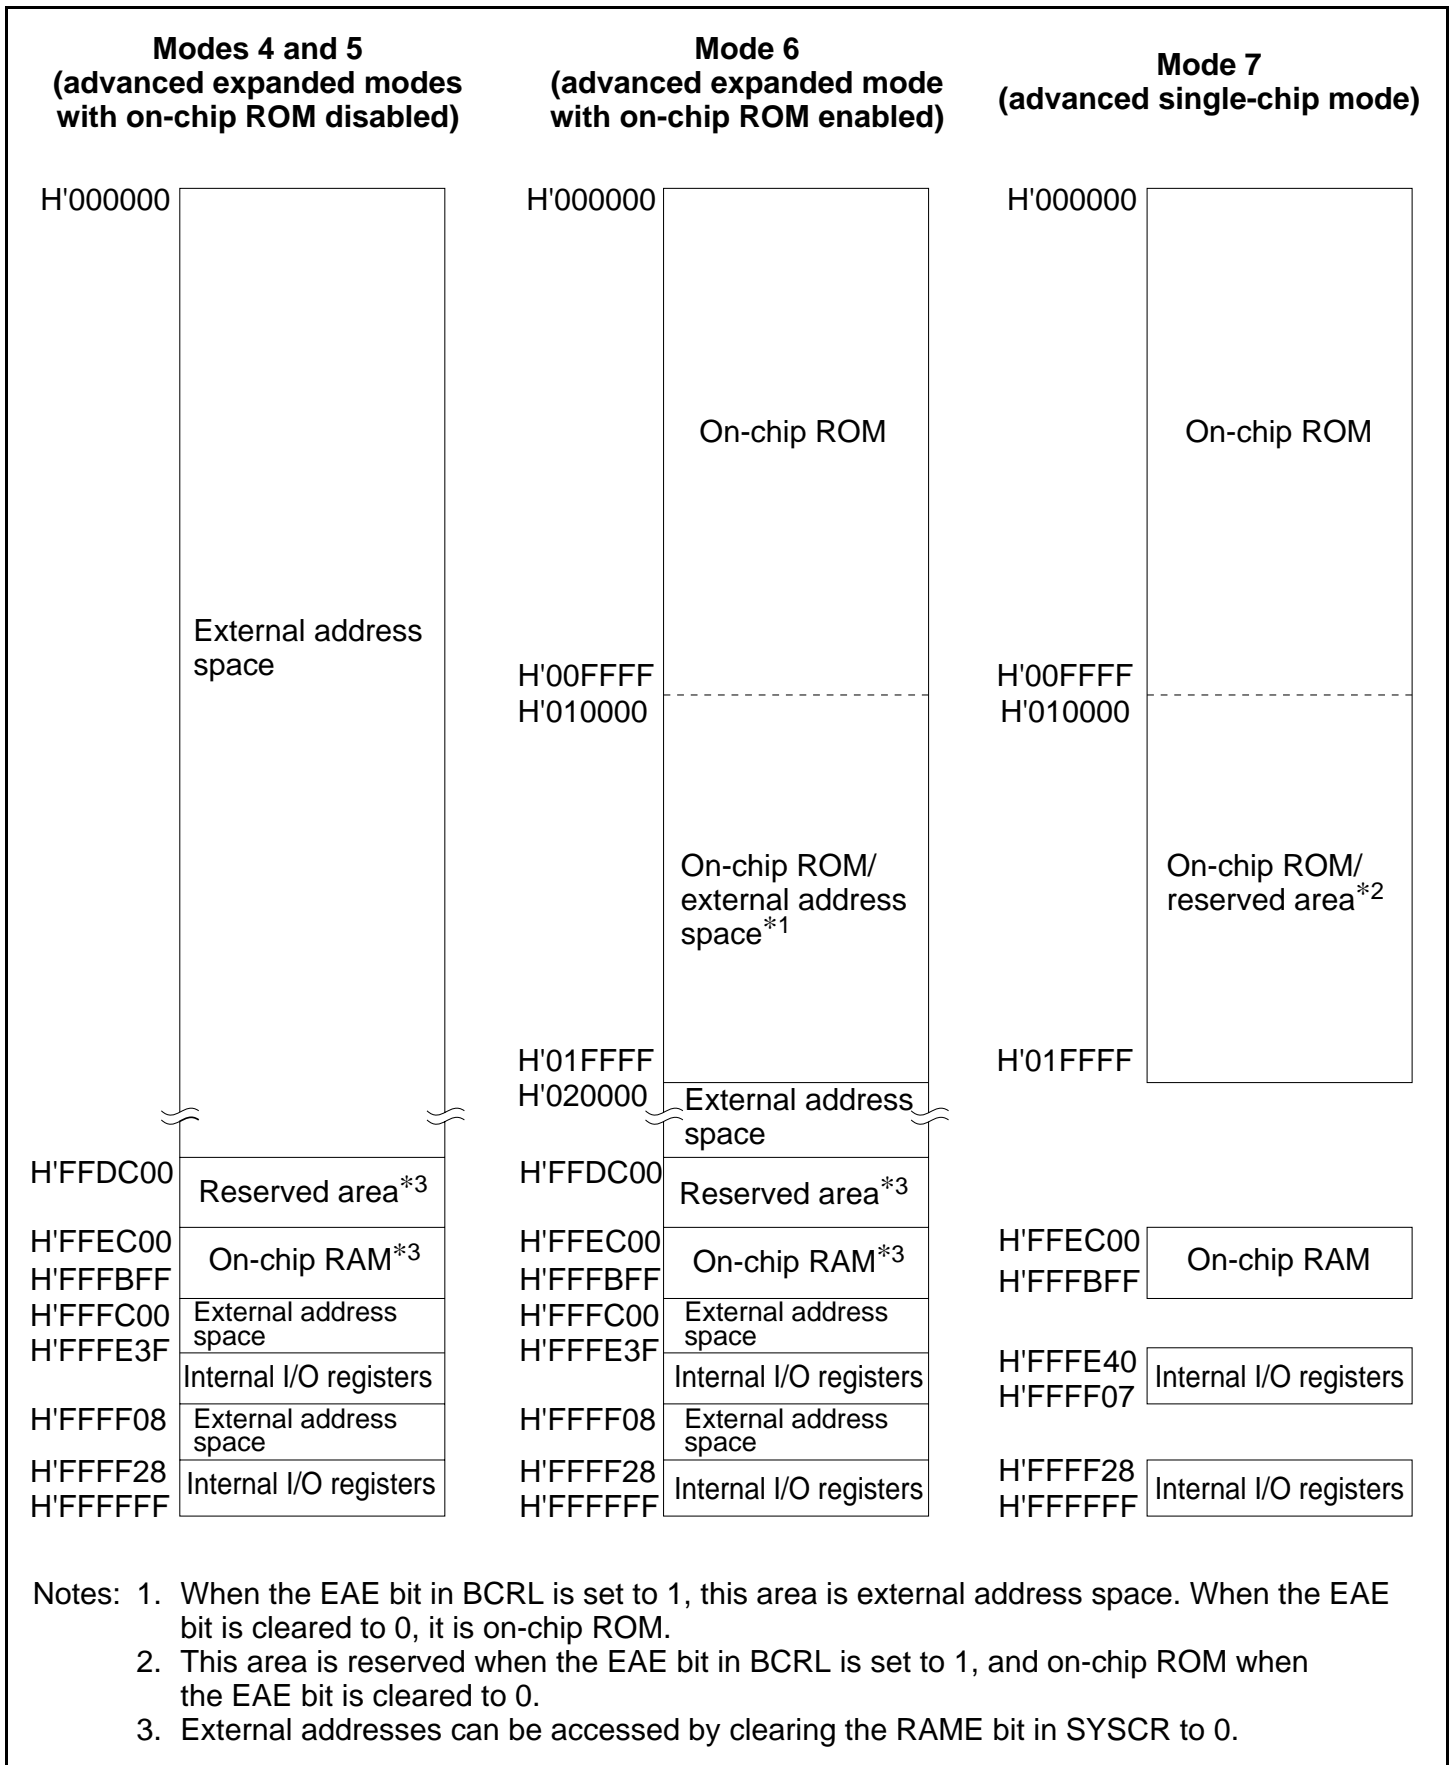 Modes 4 and 5
(advanced expanded modes
with on-chip ROM disabled)
H'000000
External address
space
H'FFDC00
Reserved area*3
H'FFEC00
On-chip RAM*3
H'FFFBFF
H'FFFC00
External address
space
H'FFFE3F
Internal I/O registers
H'FFFF08
External address
space
H'FFFF28
Internal I/O registers
H'FFFFFF
Mode 6
(advanced expanded mode
with on-chip ROM enabled)
H'000000
On-chip ROM
H'00FFFF
H'010000
On-chip ROM/
external address
space*1
H'01FFFF
H'020000
External address
space
H'FFDC00
Reserved area*3
H'FFEC00
On-chip RAM*3
H'FFFBFF
H'FFFC00
External address
space
H'FFFE3F
Internal I/O registers
H'FFFF08
External address
space
H'FFFF28
Internal I/O registers
H'FFFFFF
Mode 7
(advanced single-chip mode)
H'000000
On-chip ROM
H'00FFFF
H'010000
On-chip ROM/
reserved area*2
H'01FFFF
H'FFEC00
On-chip RAM
H'FFFBFF
H'FFFE40
Internal I/O registers
H'FFFF07
H'FFFF28
Internal I/O registers
H'FFFFFF
Notes: 1. When the EAE bit in BCRL is set to 1, this area is external address space. When the EAE
bit is cleared to 0, it is on-chip ROM.
2. This area is reserved when the EAE bit in BCRL is set to 1, and on-chip ROM when
the EAE bit is cleared to 0.
3. External addresses can be accessed by clearing the RAME bit in SYSCR to 0.